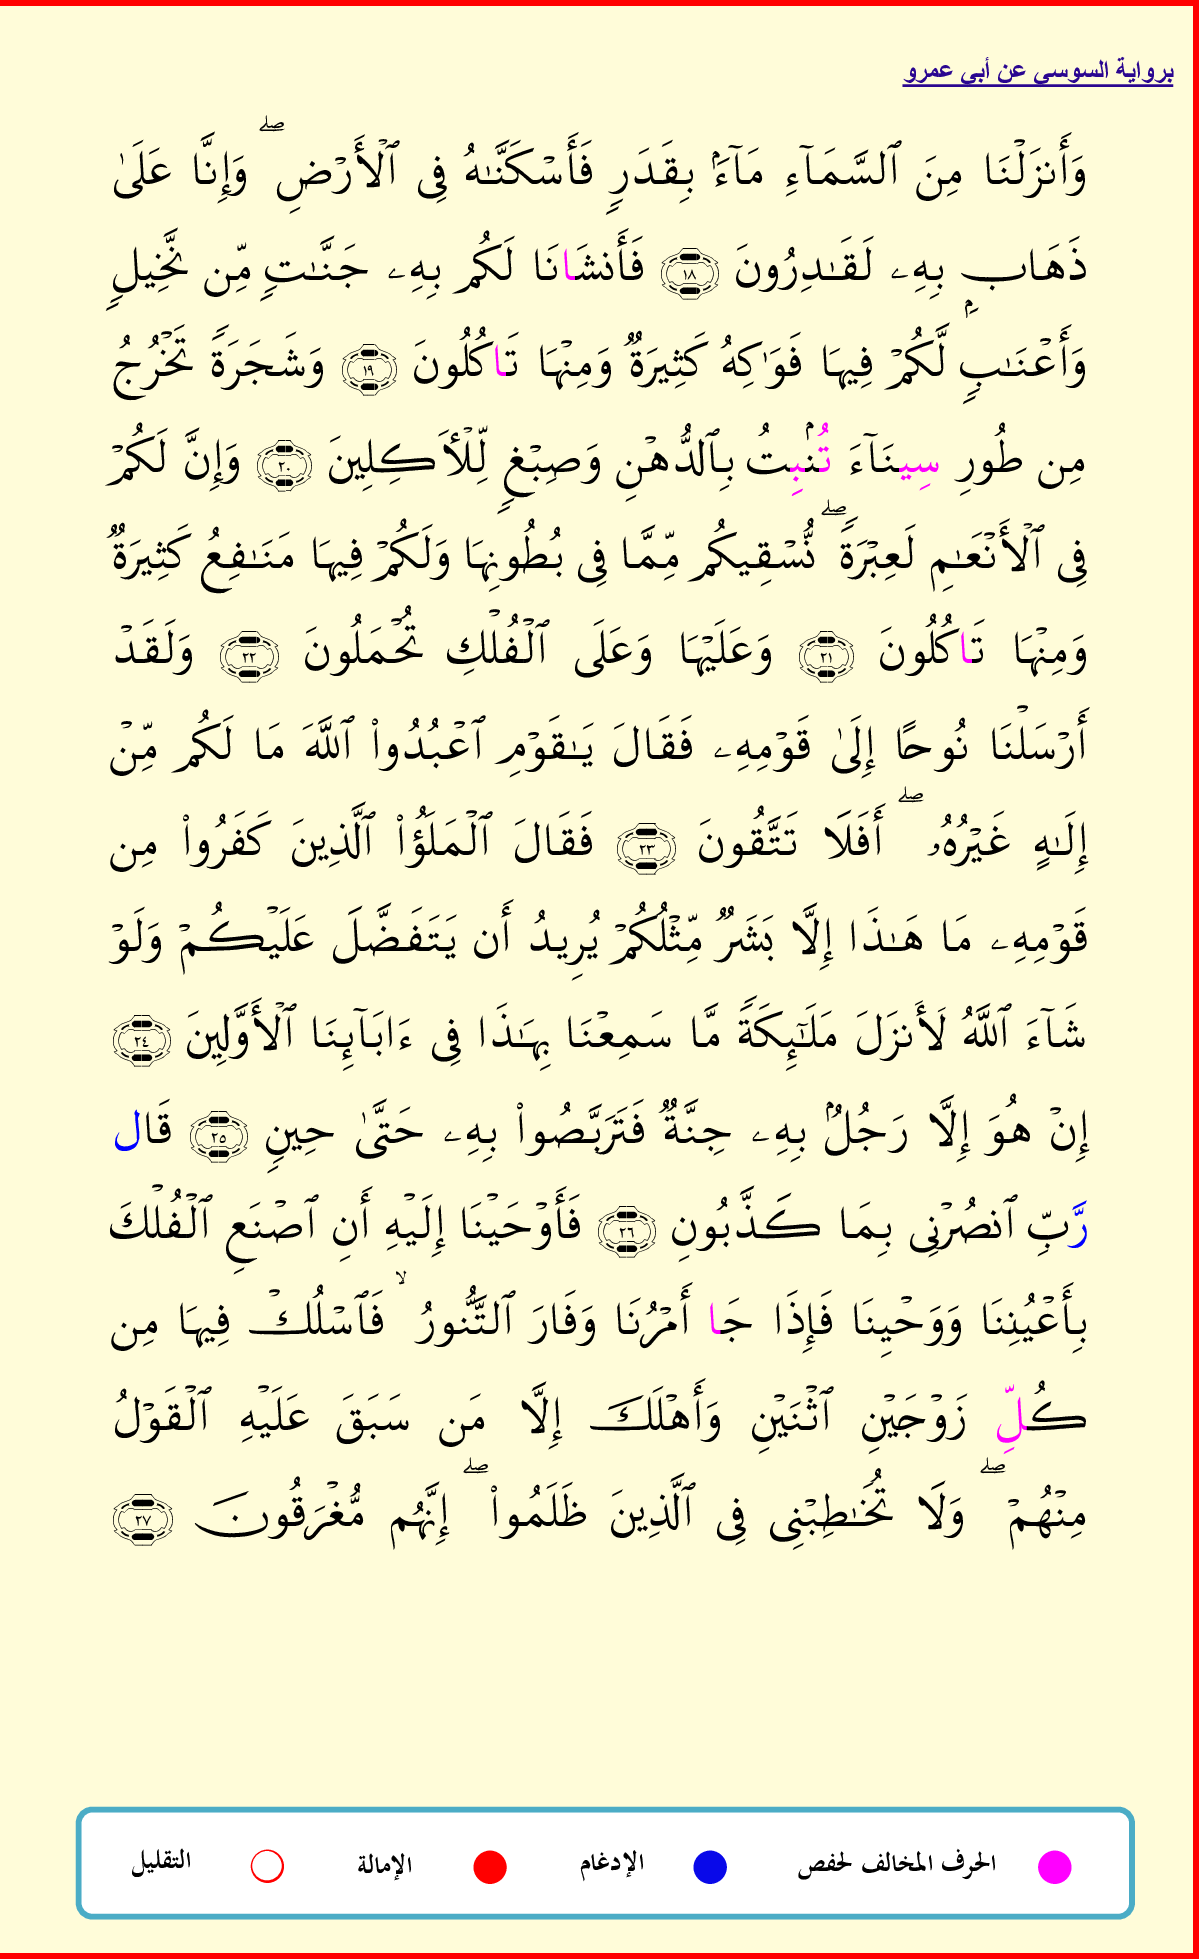 برواية السوسي عن أبي عمرو
وَأَنزَلْنَا مِنَ ٱلسَّمَآءِ مَآءَۢ بِقَدَرٍ فَأَسْكَنَّـٰهُ فِى ٱلْأَرْضِ ۖ وَإِنَّا عَلَىٰ
ذَهَابٍۭ بِهِۦ لَقَـٰدِرُونَ ١٨ فَأَنشَانَا لَكُم بِهِۦ جَنَّـٰتٍ مِّن نَّخِيلٍ
وَأَعْنَـٰبٍ لَّكُمْ فِيهَا فَوَٰكِهُ كَثِيرَةٌ وَمِنْهَا تَاكُلُونَ ١٩ وَشَجَرَةً تَخْرُجُ
مِن طُورِ سِينَآءَ تُنۢبِتُ بِٱلدُّهْنِ وَصِبْغٍ لِّلْأَكِلِينَ ٢٠ وَإِنَّ لَكُمْ
فِى ٱلْأَنْعَـٰمِ لَعِبْرَةً ۖ نُّسْقِيكُم مِّمَّا فِى بُطُونِهَا وَلَكُمْ فِيهَا مَنَـٰفِعُ كَثِيرَةٌ
وَمِنْهَا تَاكُلُونَ ٢١ وَعَلَيْهَا وَعَلَى ٱلْفُلْكِ تُحْمَلُونَ ٢٢ وَلَقَدْ
أَرْسَلْنَا نُوحًا إِلَىٰ قَوْمِهِۦ فَقَالَ يَـٰقَوْمِ ٱعْبُدُوا۟ ٱللَّهَ مَا لَكُم مِّنْ
إِلَـٰهٍ غَيْرُهُۥ ۖ أَفَلَا تَتَّقُونَ ٢٣ فَقَالَ ٱلْمَلَؤُا۟ ٱلَّذِينَ كَفَرُوا۟ مِن
قَوْمِهِۦ مَا هَـٰذَا إِلَّا بَشَرٌ مِّثْلُكُمْ يُرِيدُ أَن يَتَفَضَّلَ عَلَيْكُمْ وَلَوْ
شَآءَ ٱللَّهُ لَأَنزَلَ مَلَـٰٓئِكَةً مَّا سَمِعْنَا بِهَـٰذَا فِى ءَابَآئِنَا ٱلْأَوَّلِينَ ٢٤
إِنْ هُوَ إِلَّا رَجُلٌۢ بِهِۦ جِنَّةٌ فَتَرَبَّصُوا۟ بِهِۦ حَتَّىٰ حِينٍ ٢٥ قَال
رَّبِّ ٱنصُرْنِى بِمَا كَذَّبُونِ ٢٦ فَأَوْحَيْنَا إِلَيْهِ أَنِ ٱصْنَعِ ٱلْفُلْكَ
بِأَعْيُنِنَا وَوَحْيِنَا فَإِذَا جَا أَمْرُنَا وَفَارَ ٱلتَّنُّورُ ۙ فَٱسْلُكْ فِيهَا مِن
كُلِّ زَوْجَيْنِ ٱثْنَيْنِ وَأَهْلَكَ إِلَّا مَن سَبَقَ عَلَيْهِ ٱلْقَوْلُ
مِنْهُمْ ۖ وَلَا تُخَـٰطِبْنِى فِى ٱلَّذِينَ ظَلَمُوا۟ ۖ إِنَّهُم مُّغْرَقُونَ ٢٧
الحرف المخالف لحفص الإدغام الإمالة التقليل